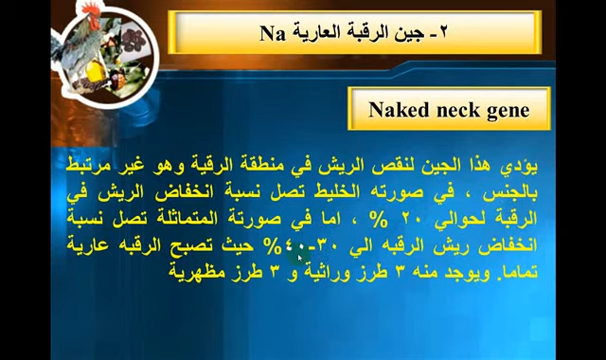 ٢- جين الرقبة العارية Na
Naked neck gene
يؤدي هذا الجين لنقص الريش في منطقة الرقبة وهو غير مرتبط
بالجنس ، في صورته الخليط تصل نسبة انخفاض الريش في
الرقبة لحوالي ٢٠ % ، اما في صورتة المتماثلة تصل نسبة
انخفاض ريش الرقبه الي ٣٠-٤٠% حيث تصبح الرقبه عارية
تماما. ويوجد منه ٣ طرز وراثية و ٣ طرز مظهرية